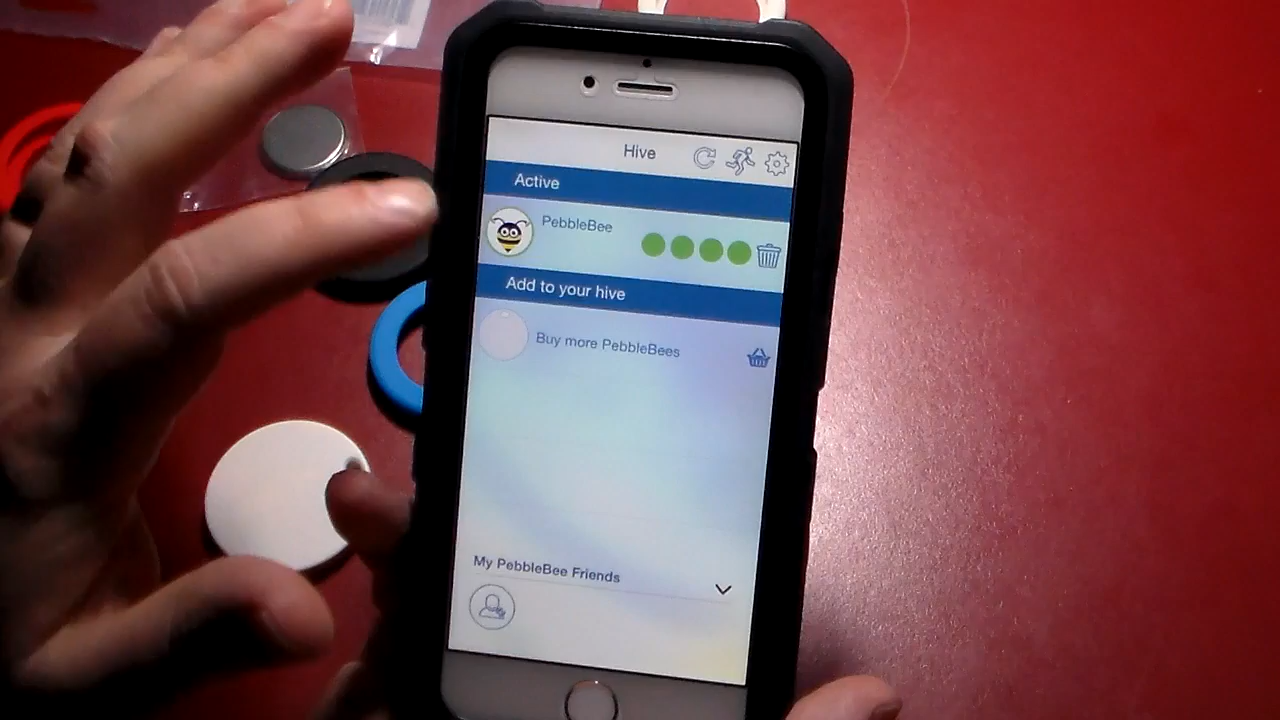 Hive
Active
PebbleBee
Add to your hive
Buy more PebbleBees
My PebbleBee Friends